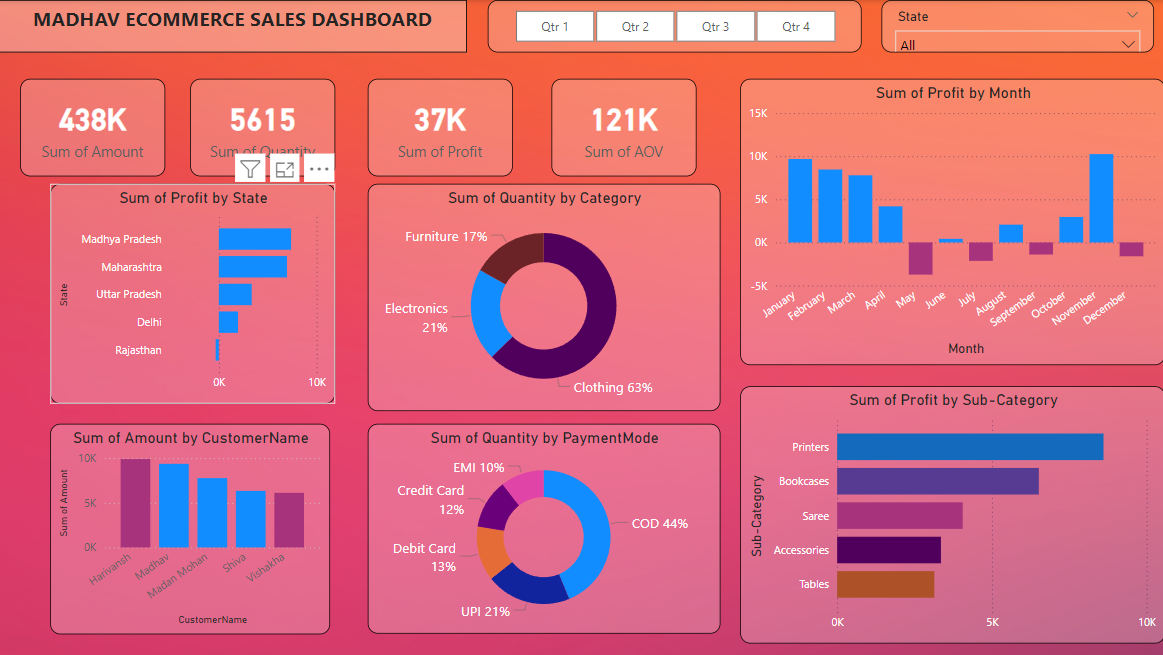 MADHAV ECOMMERCE SALES DASHBOARD
Qtr 1
Qtr 2
Qtr 3
Qtr 4
State
All
438K
Sum of Amount
5615
Sum of Quantity
37K
Sum of Profit
121K
Sum of AOV
Sum of Profit by State
State
Madhya Pradesh
Maharashtra
Uttar Pradesh
Delhi
Rajasthan
0K
10K
Sum of Quantity by Category
Furniture 17%
Electronics
21%
Clothing 63%
Sum of Profit by Month
15K
10K
5K
0K
-5K
January
February
March
April
May
June
July
August
September
October
November
December
Month
Sum of Amount by CustomerName
Sum of Amount
10K
5K
0K
Harivansh
Madhav
Madan Mohan
Shiva
Vishakha
CustomerName
Sum of Quantity by PaymentMode
EMI 10%
Credit Card
12%
Debit Card
13%
UPI 21%
COD 44%
Sum of Profit by Sub-Category
Sub-Category
Printers
Bookcases
Saree
Accessories
Tables
0K
5K
10K